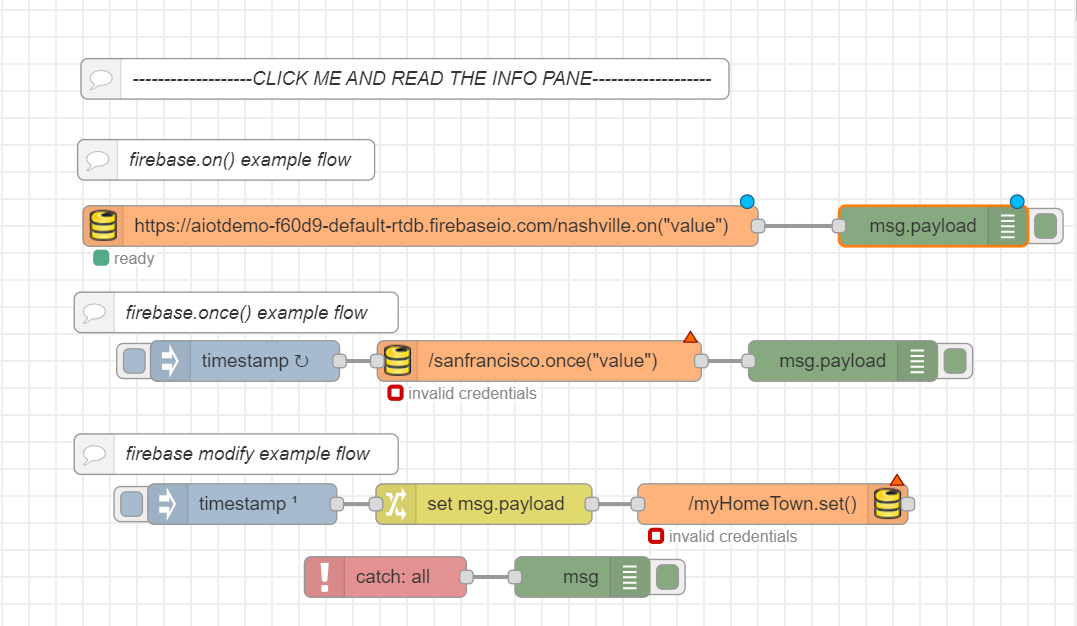 -------------------CLICK ME AND READ THE INFO PANE-------------------
firebase.on() example flow
https://aiotdemo-f60d9-default-rtdb.firebaseio.com/nashville.on("value")
msg.payload
ready
firebase.once() example flow
timestamp ↻
/sanfrancisco.once("value")
msg.payload
invalid credentials
firebase modify example flow
timestamp ¹
set msg.payload
/myHomeTown.set()
invalid credentials
catch: all
msg